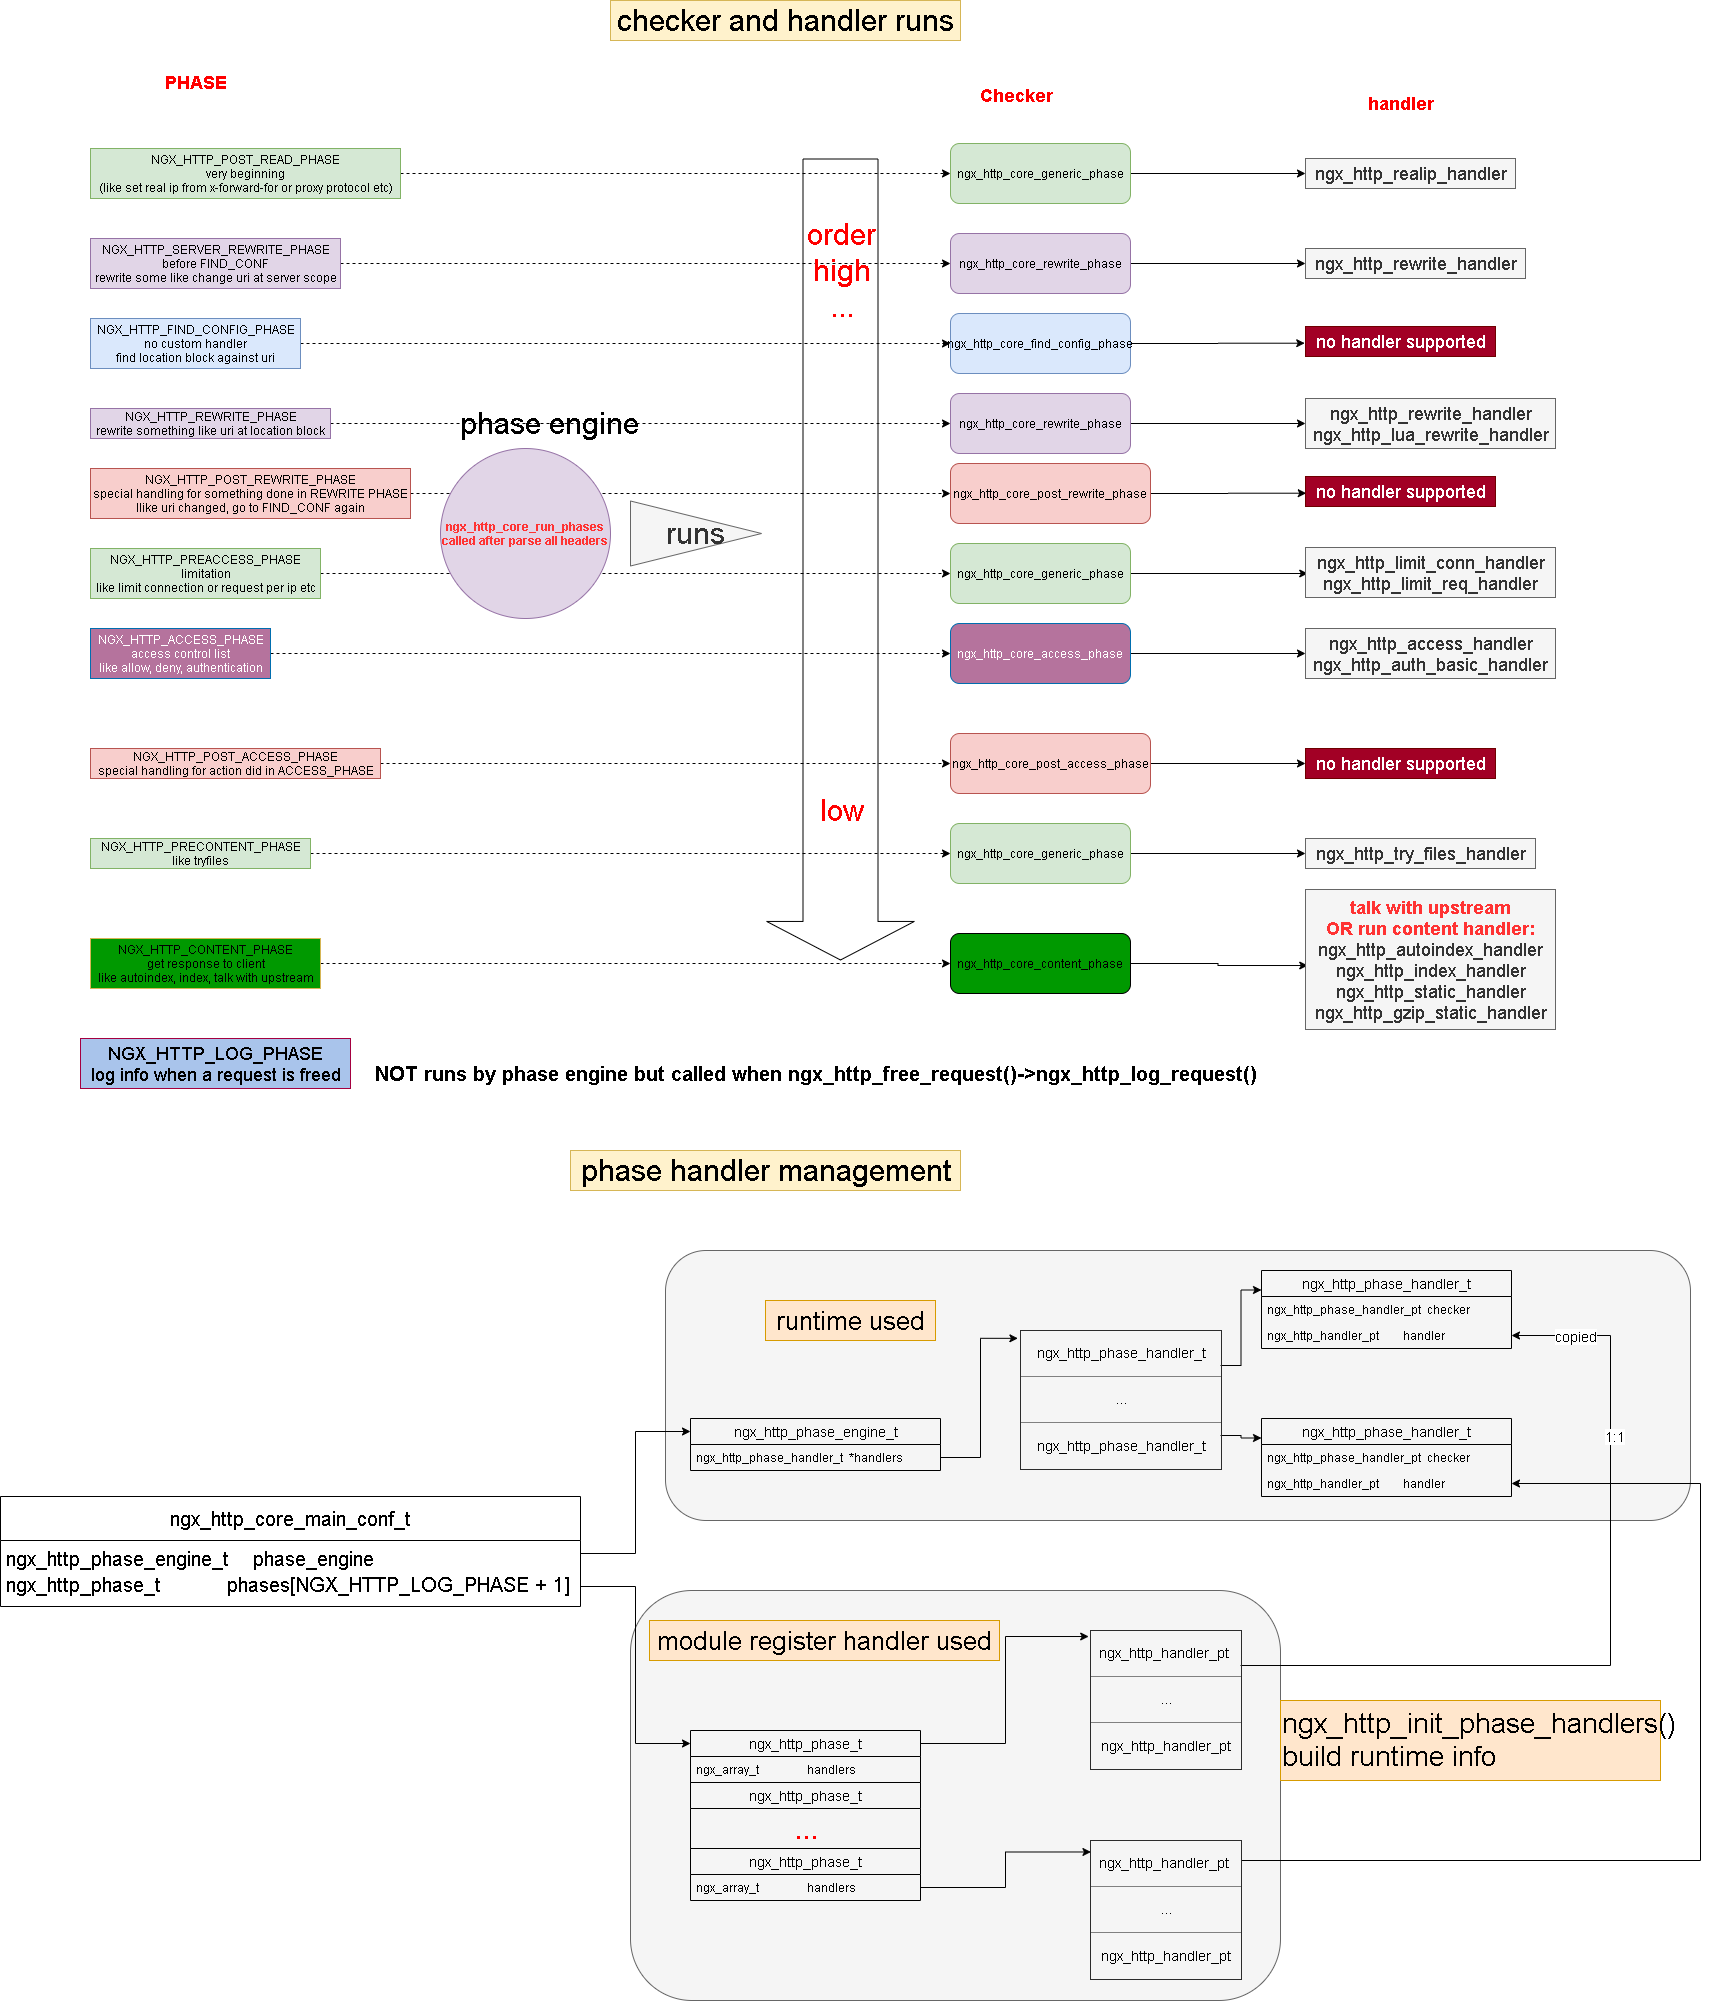 checker and handler runs
PHASE
Checker
handler
NGX_HTTP_POST_READ_PHASE
very beginning
(like set real ip from x-forward-for or proxy protocol etc)
ngx_http_core_generic_phase
ngx_http_realip_handler
order
high
...
NGX_HTTP_SERVER_REWRITE_PHASE
before FIND_CONF
rewrite some like change uri at server scope
ngx_http_core_rewrite_phase
ngx_http_rewrite_handler
NGX_HTTP_FIND_CONFIG_PHASE
no custom handler
find location block against uri
ngx_http_core_find_config_phase
no handler supported
NGX_HTTP_REWRITE_PHASE
rewrite something like uri at location block
phase engine
ngx_http_core_rewrite_phase
ngx_http_rewrite_handler
ngx_http_lua_rewrite_handler
NGX_HTTP_POST_REWRITE_PHASE
special handling for something done in REWRITE PHASE
Llike uri changed, go to FIND_CONF again
ngx_http_core_post_rewrite_phase
no handler supported
ngx_http_core_run_phases
called after parse all headers
runs
NGX_HTTP_PREACCESS_PHASE
limitation
like limit connection or request per ip etc
ngx_http_core_generic_phase
ngx_http_limit_conn_handler
ngx_http_limit_req_handler
NGX_HTTP_ACCESS_PHASE
access control list
like allow, deny, authentication
ngx_http_core_access_phase
ngx_http_access_handler
ngx_http_auth_basic_handler
NGX_HTTP_POST_ACCESS_PHASE
special handling for action did in ACCESS_PHASE
ngx_http_core_post_access_phase
no handler supported
low
NGX_HTTP_PRECONTENT_PHASE
like tryfiles
ngx_http_core_generic_phase
ngx_http_try_files_handler
NGX_HTTP_CONTENT_PHASE
get response to client
like autoindex, index, talk with upstream
ngx_http_core_content_phase
talk with upstream
OR run content handler:
ngx_http_autoindex_handler
ngx_http_index_handler
ngx_http_static_handler
ngx_http_gzip_static_handler
NGX_HTTP_LOG_PHASE
log info when a request is freed
NOT runs by phase engine but called when ngx_http_free_request()->ngx_http_log_request()
phase handler management
runtime used
ngx_http_phase_handler_t
ngx_http_phase_handler_pt checker
ngx_http_handler_pt handler
copied
ngx_http_phase_handler_t
...
ngx_http_phase_handler_t
ngx_http_phase_engine_t
ngx_http_phase_handler_t *handlers
ngx_http_phase_handler_t
ngx_http_phase_handler_pt checker
ngx_http_handler_pt handler
1:1
ngx_http_core_main_conf_t
ngx_http_phase_engine_t phase_engine
ngx_http_phase_t phases[NGX_HTTP_LOG_PHASE + 1]
module register handler used
ngx_http_handler_pt
...
ngx_http_handler_pt
ngx_http_init_phase_handlers()
build runtime info
ngx_http_phase_t
ngx_array_t handlers
ngx_http_phase_t
...
ngx_http_phase_t
ngx_array_t handlers
ngx_http_handler_pt
...
ngx_http_handler_pt